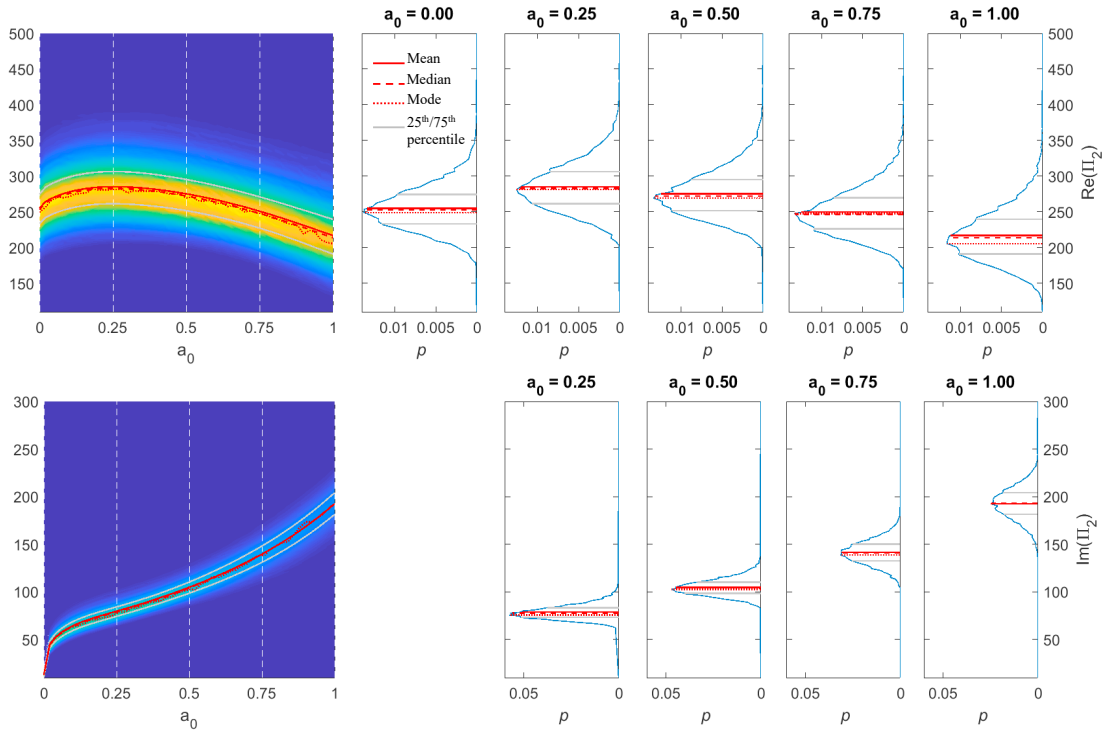 a₀ = 0.00 a₀ = 0.25 a₀ = 0.50 a₀ = 0.75 a₀ = 1.00
500
450
400
350
300
250
200
150
0 0.25 0.5 0.75 1
a₀
Mean
Median
Mode
25ᵗʰ/75ᵗʰ
percentile
0.01 0.005 0
p
0.01 0.005 0
p
0.01 0.005 0
p
0.01 0.005 0
p
0.01 0.005 0
p
500
450
400
350
300
250
200
150
Re(Π₂)
a₀ = 0.25 a₀ = 0.50 a₀ = 0.75 a₀ = 1.00
300
250
200
150
100
50
0 0.25 0.5 0.75 1
a₀
0.05 0
p
0.05 0
p
0.05 0
p
0.05 0
p
300
250
200
150
100
50
Im(Π₂)